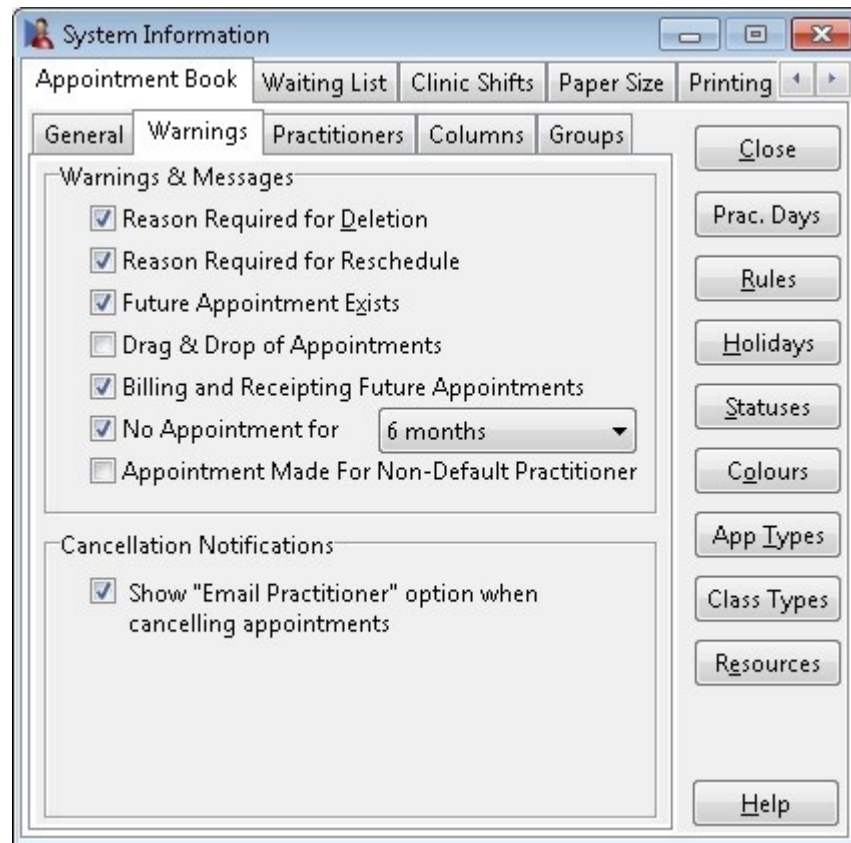 System Information
Appointment Book Waiting List Clinic Shifts Paper Size Printing
General Warnings Practitioners Columns Groups
Warnings & Messages
Reason Required for Deletion
Reason Required for Reschedule
Future Appointment Exists
Drag & Drop of Appointments
Billing and Receipting Future Appointments
No Appointment for 6 months
Appointment Made For Non-Default Practitioner
Cancellation Notifications
Show "Email Practitioner" option when
cancelling appointments
Close
Prac. Days
Rules
Holidays
Statuses
Colours
App Types
Class Types
Resources
Help